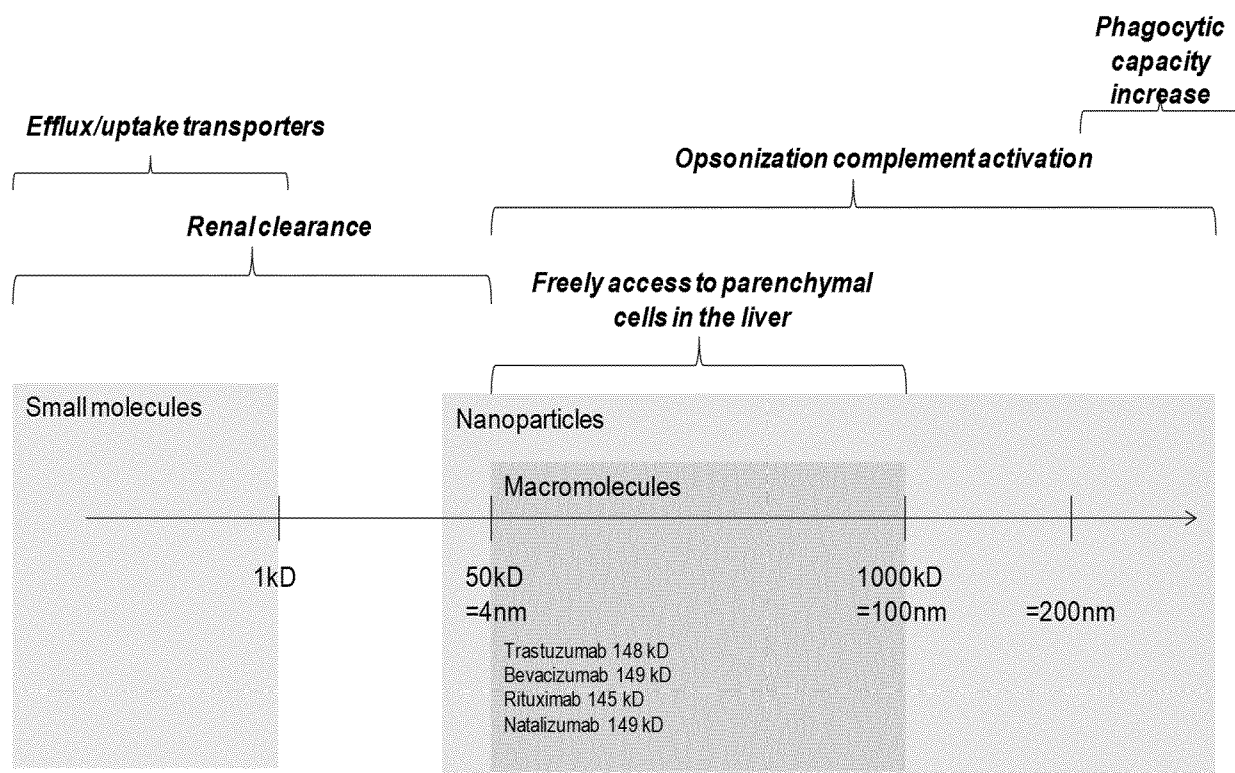 Phagocytic
capacity
increase
Efflux/uptake transporters
Opsonization complement activation
Renal clearance
Freely access to parenchymal
cells in the liver
Small molecules
Nanoparticles
Macromolecules
1kD
50kD
=4nm
1000kD
=100nm
=200nm
Trastuzumab 148 kD
Bevacizumab 149 kD
Rituximab 145 kD
Natalizumab 149 kD